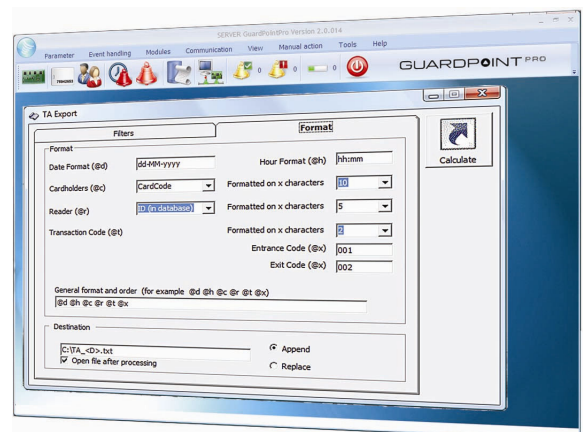 SERVER GuardPointPro Version 2.0.014
Parameter Event handling Modules Communication View Manual action Tools Help
0 0 0
GUARDPOINT PRO
TA Export
Filters Format
Format
Date Format (@d) dd-MM-yyyy Hour Format (@h) hh:mm
Cardholders (@c) CardCode Formatted on x characters 10
Reader (@r) ID (in database) Formatted on x characters 5
Transaction Code (@t) Formatted on x characters 2
Entrance Code (@x) 001
Exit Code (@x) 002
General format and order (for example @d @h @c @r @t @x)
@d @h @c @r @t @x
Destination
C:\TA_<D>.txt
Append
Open file after processing
Replace
Calculate